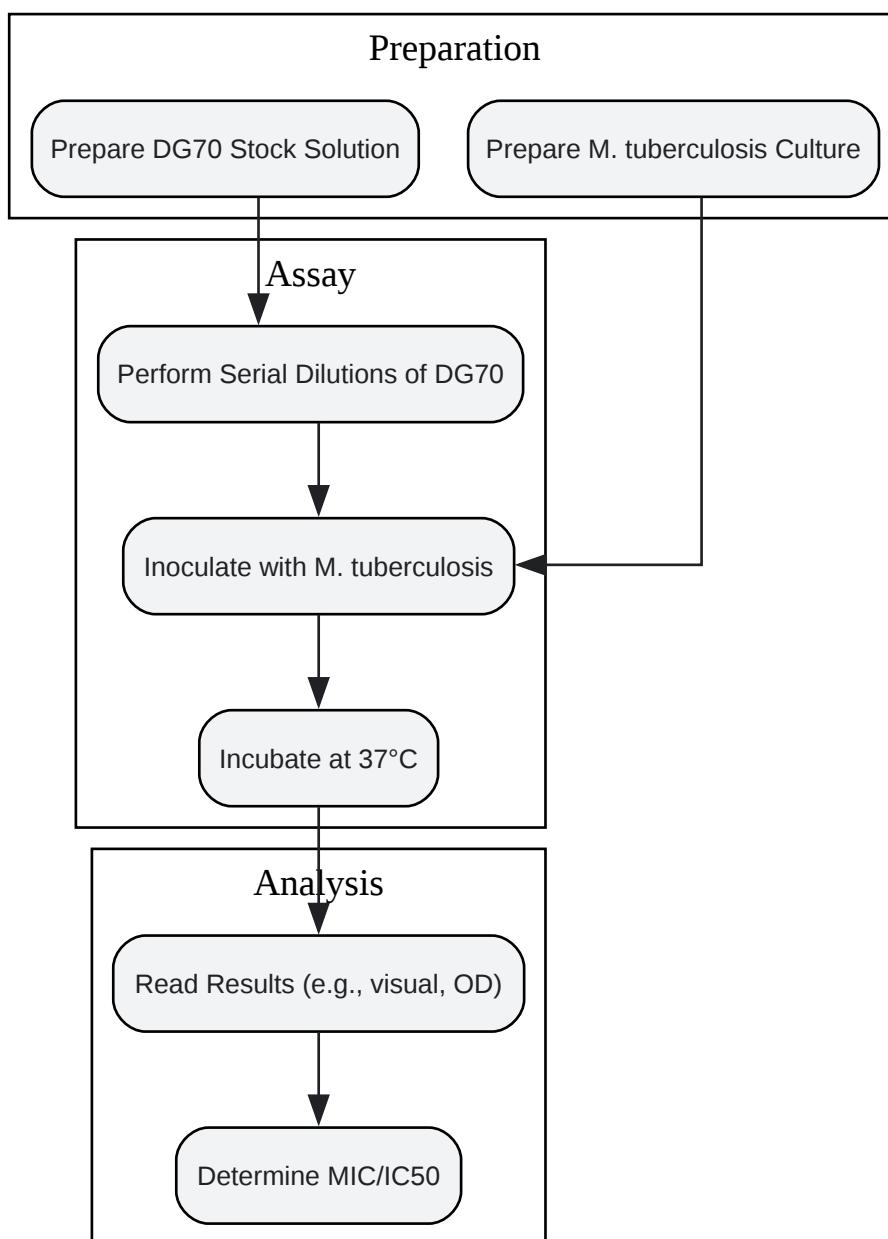 Preparation
Prepare DG70 Stock Solution
Prepare M. tuberculosis Culture
Assay
Perform Serial Dilutions of DG70
Inoculate with M. tuberculosis
Incubate at 37°C
Analysis
Read Results (e.g., visual, OD)
Determine MIC/IC50